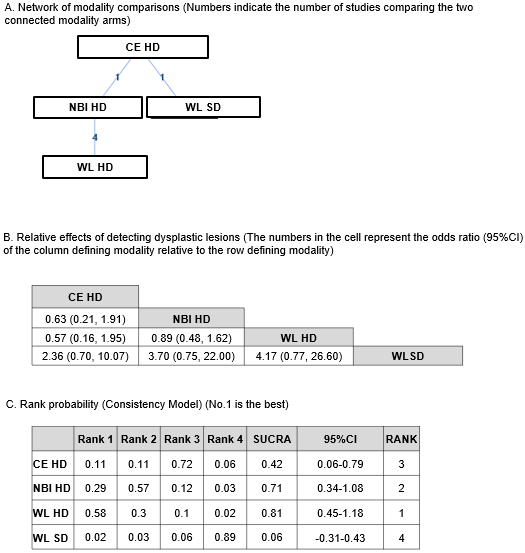 A. Network of modality comparisons (Numbers indicate the number of studies comparing the two
connected modality arms)
CE HD
1 1
NBI HD WL SD
4
WL HD
B. Relative effects of detecting dysplastic lesions (The numbers in the cell represent the odds ratio (95%CI)
of the column defining modality relative to the row defining modality)
CE HD
0.63 (0.21, 1.91) NBI HD
0.57 (0.16, 1.95) 0.89 (0.48, 1.62) WL HD
2.36 (0.70, 10.07) 3.70 (0.75, 22.00) 4.17 (0.77, 26.60) WLSD
C. Rank probability (Consistency Model) (No.1 is the best)
Rank 1 Rank 2 Rank 3 Rank 4 SUCRA 95%CI RANK
CE HD 0.11 0.11 0.72 0.06 0.42 0.06-0.79 3
NBI HD 0.29 0.57 0.12 0.03 0.71 0.34-1.08 2
WL HD 0.58 0.3 0.1 0.02 0.81 0.45-1.18 1
WL SD 0.02 0.03 0.06 0.89 0.06 -0.31-0.43 4